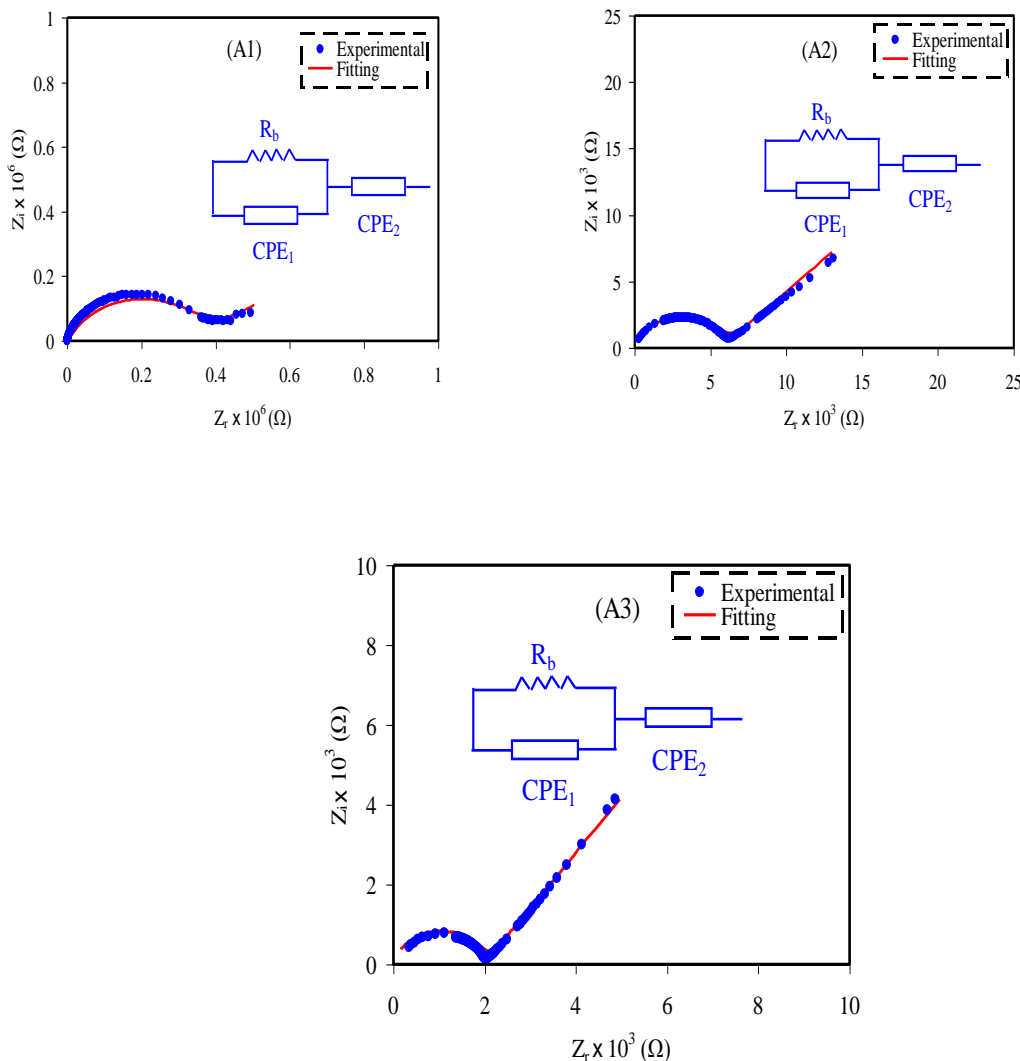 (A1)
Experimental
Fitting
R_b
CPE_1
CPE_2
Z_i x 10^6 (Ω)
1
0.8
0.6
0.4
0.2
0
0 0.2 0.4 0.6 0.8 1
Z_r x 10^6 (Ω)
(A2)
Experimental
Fitting
R_b
CPE_1
CPE_2
Z_i x 10^3 (Ω)
25
20
15
10
5
0
0 5 10 15 20 25
Z_r x 10^3 (Ω)
(A3)
Experimental
Fitting
R_b
CPE_1
CPE_2
Z_i x 10^3 (Ω)
10
8
6
4
2
0
0 2 4 6 8 10
Z_r x 10^3 (Ω)